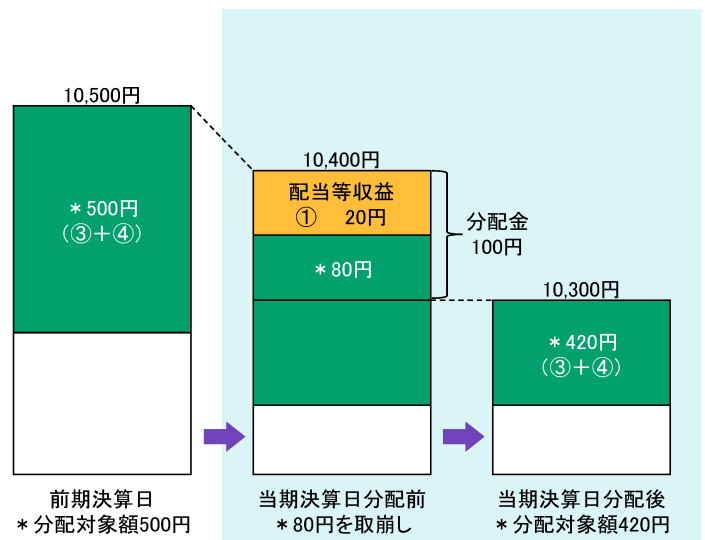 10,500円
＊500円
（③＋④）
前期決算日
＊分配対象額500円
10,400円
配当等収益
① 20円
＊80円
分配金
100円
当期決算日分配前
＊80円を取崩し
10,300円
＊420円
（③＋④）
当期決算日分配後
＊分配対象額420円